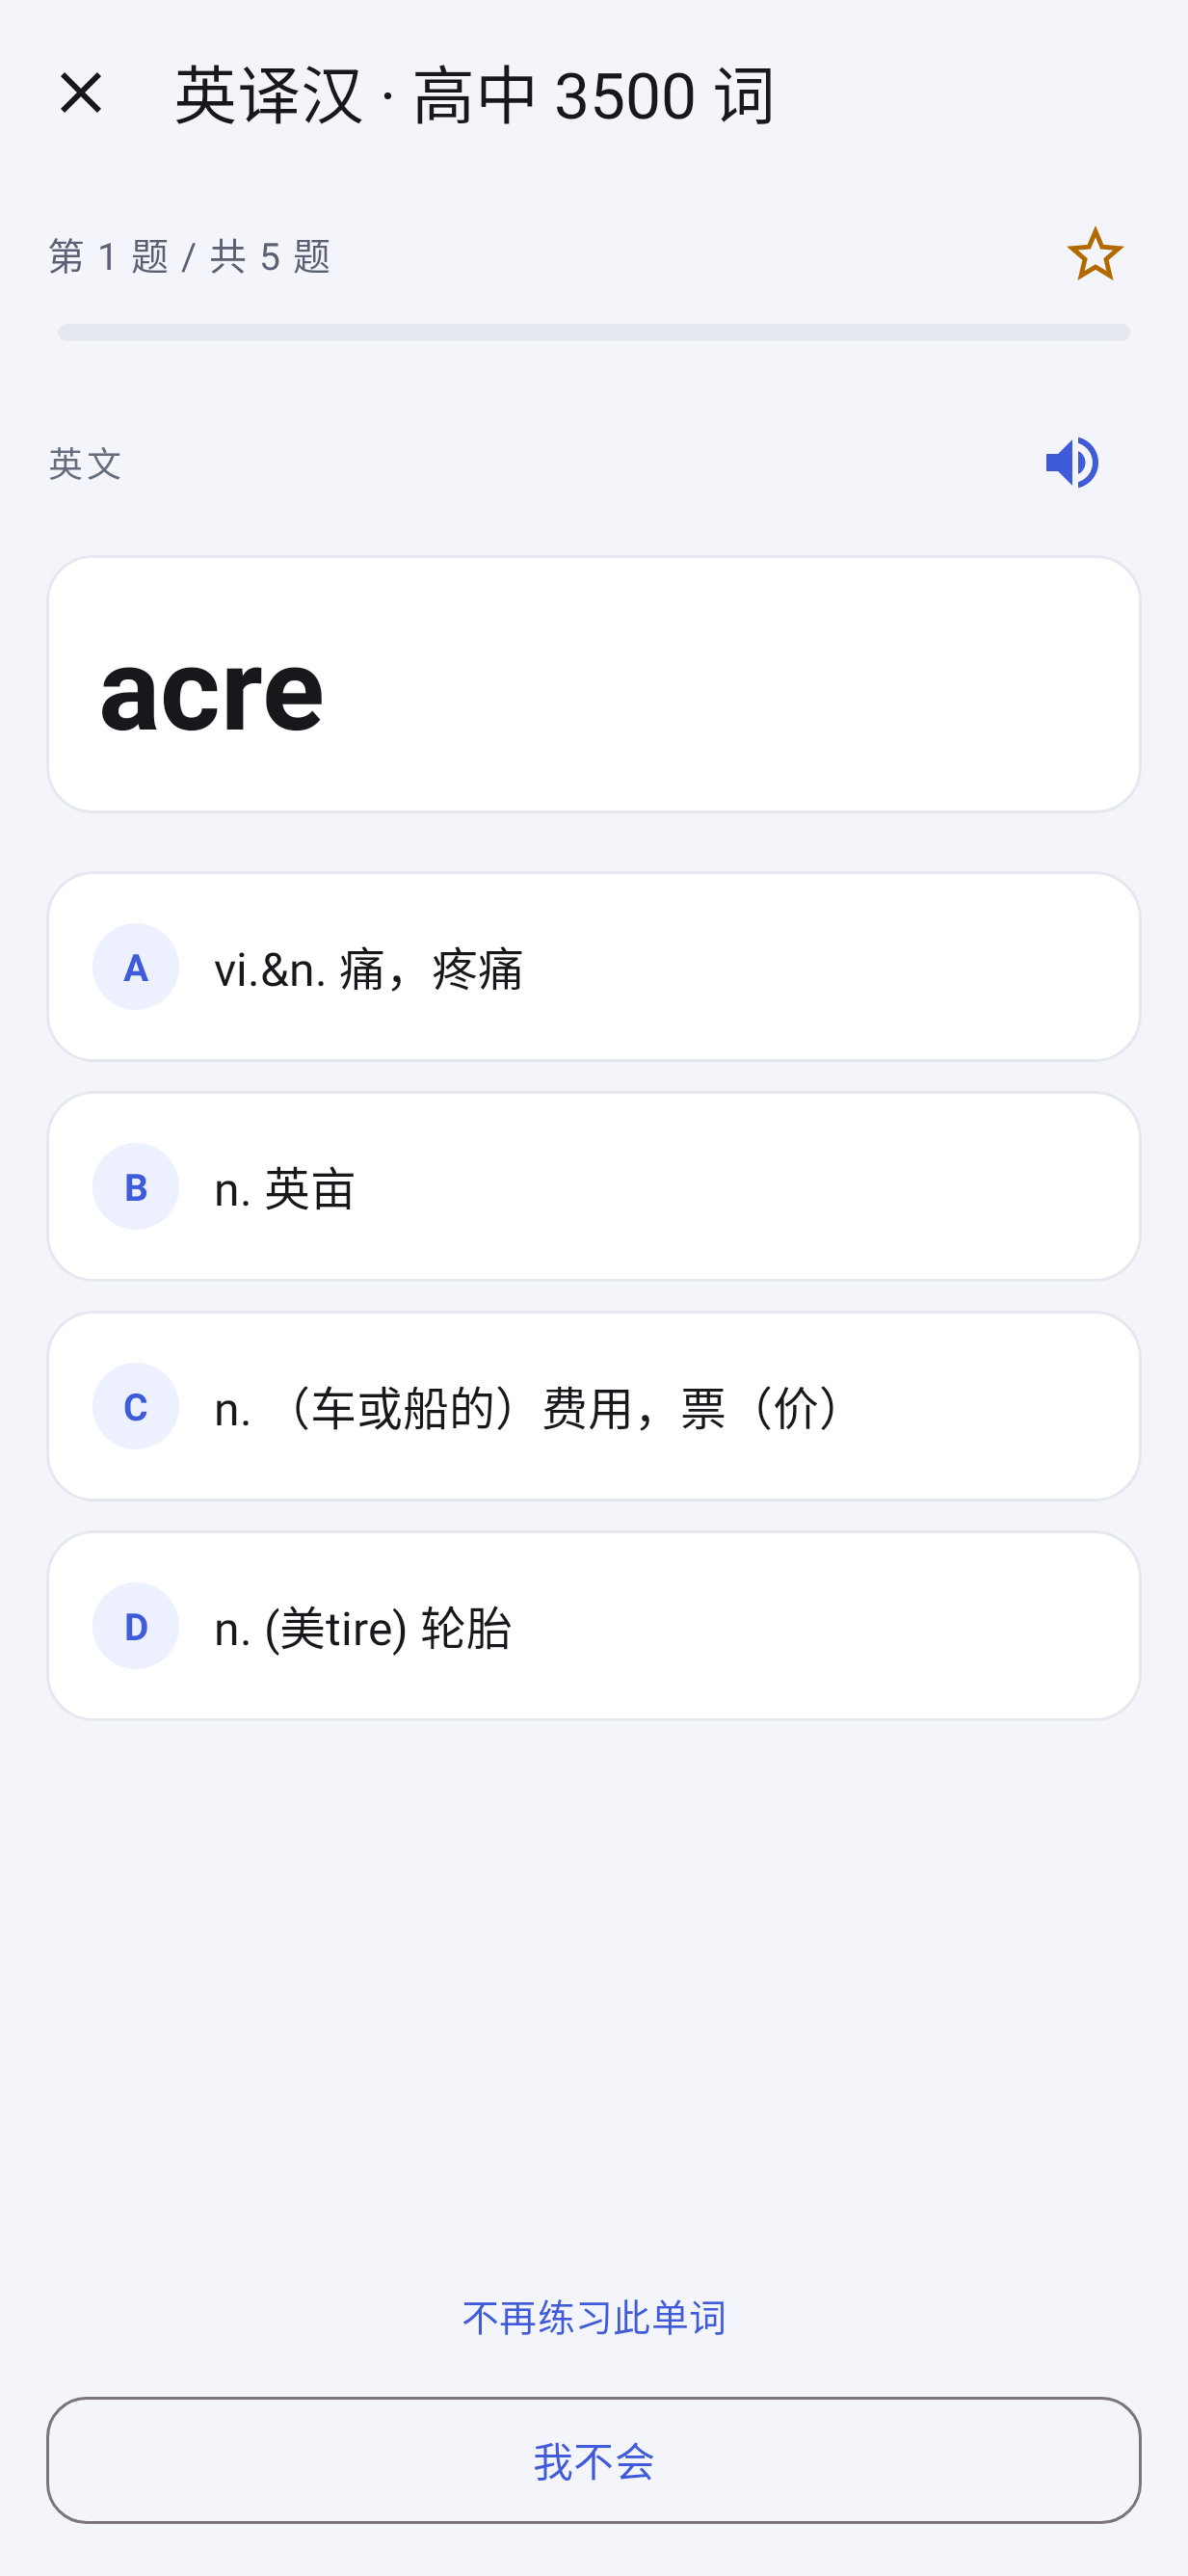 英译汉 · 高中 3500 词
第 1 题 / 共 5 题
英文
acre
A vi.&n. 痛，疼痛
B n. 英亩
C n. （车或船的）费用，票（价）
D n. (美tire) 轮胎
不再练习此单词
我不会